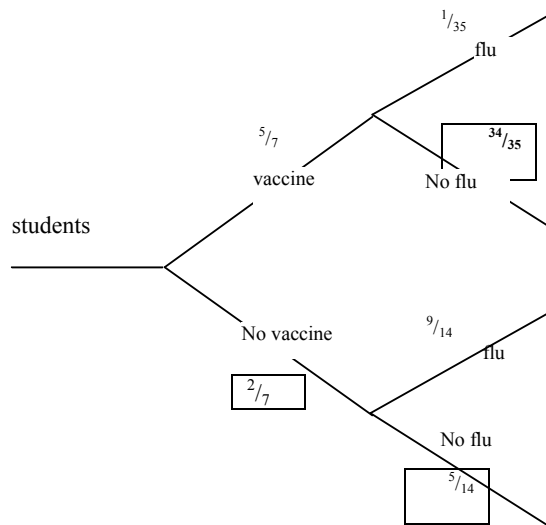 1/35
flu
34/35
5/7
vaccine
No flu
students
No vaccine
9/14
flu
2/7
No flu
5/14